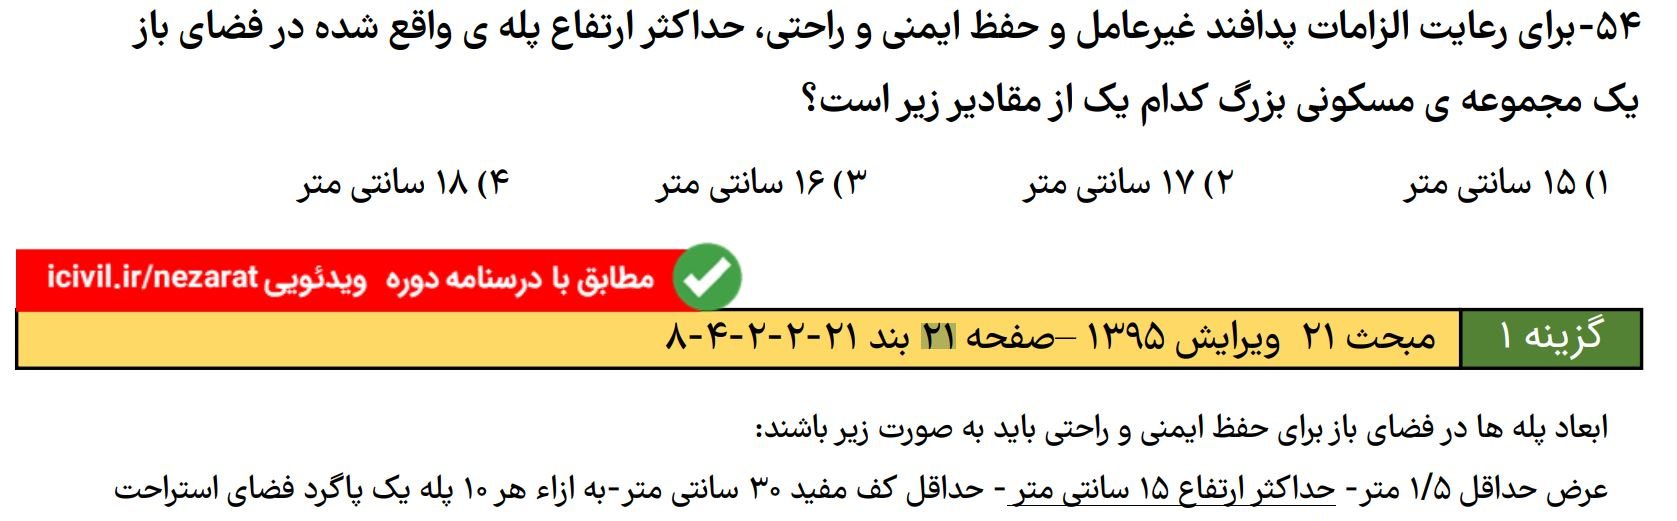 ۵۴-برای رعایت الزامات پدافند غیرعامل و حفظ ایمنی و راحتی، حداکثر ارتفاع پله ی واقع شده در فضای باز
یک مجموعه ی مسکونی بزرگ کدام یک از مقادیر زیر است؟
۱) ۱۵ سانتی متر ۲) ۱۷ سانتی متر ۳) ۱۶ سانتی متر ۴) ۱۸ سانتی متر
مطابق با درسنامه دوره ویدئویی icivil.ir/nezarat
گزینه ۱ مبحث ۲۱ ویرایش ۱۳۹۵ –صفحه ۲۱ بند ۲۱-۲-۲-۴-۸
ابعاد پله ها در فضای باز برای حفظ ایمنی و راحتی باید به صورت زیر باشند:
عرض حداقل ۱/۵ متر- حداکثر ارتفاع ۱۵ سانتی متر - حداقل کف مفید ۳۰ سانتی متر-به ازاء هر ۱۰ پله یک پاگرد فضای استراحت